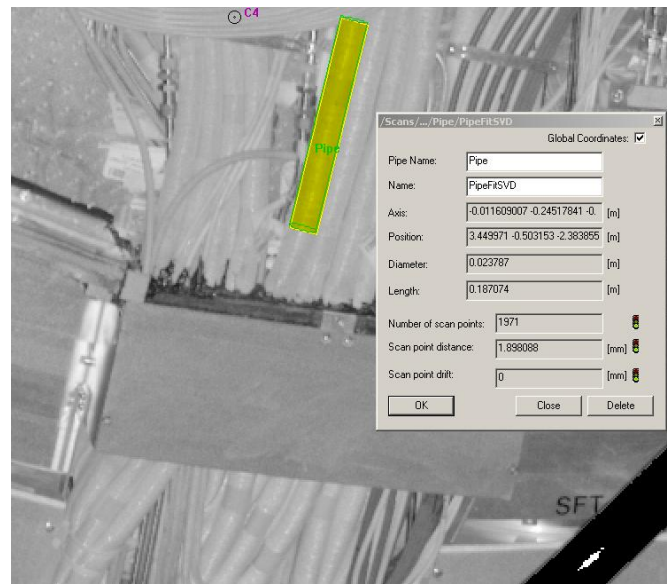 C4
/Scans/.../Pipe/PipeFitSVD
Global Coordinates:
Pipe Name: Pipe
Name: PipeFitSVD
Axis: -0.011609007 -0.24517841 -0. [m]
Position: 3.449971 -0.503153 -2.383855 [m]
Diameter: 0.023787 [m]
Length: 0.187074 [m]
Number of scan points: 1971
Scan point distance: 1.898088 [mm]
Scan point drift: 0 [mm]
OK Close Delete
Pipe
SFT